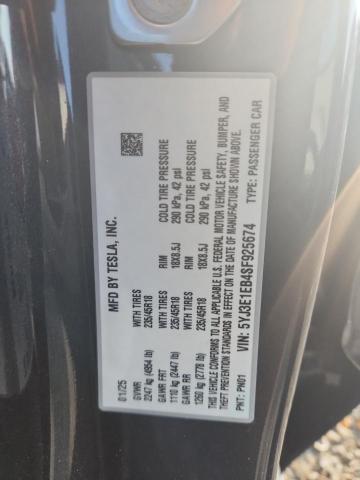 MFD BY TESLA, INC.
01/25
GVWR
2247 kg (4954 lb)
WITH TIRES
235/45R18
RIM
18X8.5J
COLD TIRE PRESSURE
290 kPa, 42 psi
GAWR FRT
1110 kg (2447 lb)
WITH TIRES
235/45R18
RIM
18X8.5J
COLD TIRE PRESSURE
290 kPa, 42 psi
GAWR RR
1260 kg (2778 lb)
THIS VEHICLE CONFORMS TO ALL APPLICABLE U.S. FEDERAL MOTOR VEHICLE SAFETY, BUMPER, AND
THEFT PREVENTION STANDARDS IN EFFECT ON THE DATE OF MANUFACTURE SHOWN ABOVE.
VIN: 5YJ3E1EB4SF925674
TYPE: PASSENGER CAR
PNT: PN01